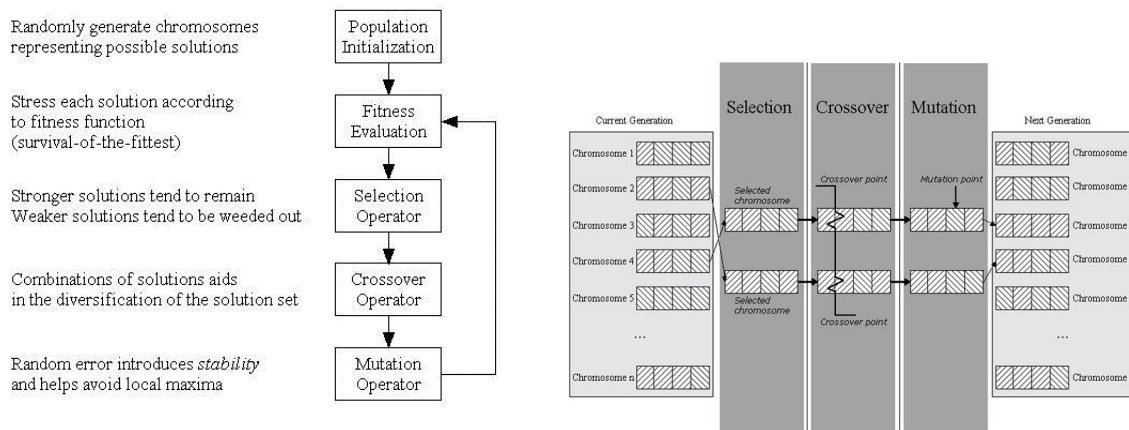 Randomly generate chromosomes
representing possible solutions
Population
Initialization
Stress each solution according
to fitness function
(survival-of-the-fittest)
Fitness
Evaluation
Stronger solutions tend to remain
Weaker solutions tend to be weeded out
Selection
Operator
Combinations of solutions aids
in the diversification of the solution set
Crossover
Operator
Random error introduces stability
and helps avoid local maxima
Mutation
Operator
Selection
Crossover
Mutation
Current Generation
Next Generation
Chromosome 1
Chromosome 2
Chromosome 3
Chromosome 4
Chromosome 5
...
Chromosome n
Selected
chromosome
Selected
chromosome
Crossover point
Crossover point
Mutation point
Chromosome
Chromosome
Chromosome
Chromosome
Chromosome
...
Chromosome